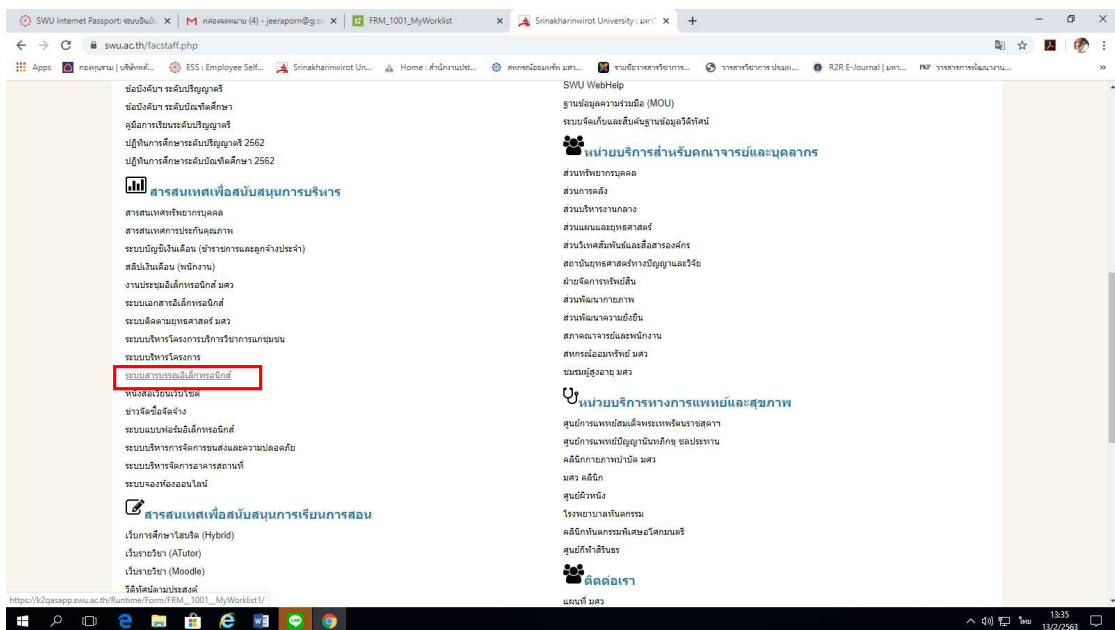 SWU Internet Passport: ระบบยืนยั
กล่องจดหมาย (4) - jeeraporn@g.s
FRM_1001_MyWorklist
Srinakharinwirot University : มหา
swu.ac.th/facstaff.php
Apps
ESS : Employee Self...
Srinakharinwirot Un...
R2R E-Journal | มหา...
ข้อบังคับฯ ระดับปริญญาตรี
ข้อบังคับฯ ระดับบัณฑิตศึกษา
คู่มือการเรียนระดับปริญญาตรี
ปฏิทินการศึกษาระดับปริญญาตรี 2562
ปฏิทินการศึกษาระดับบัณฑิตศึกษา 2562
สารสนเทศเพื่อสนับสนุนการบริหาร
สารสนเทศทรัพยากรบุคคล
สารสนเทศการประกันคุณภาพ
ระบบบัญชีเงินเดือน (ข้าราชการและลูกจ้างประจำ)
สลิปเงินเดือน (พนักงาน)
งานประชุมอิเล็กทรอนิกส์ มศว
ระบบเอกสารอิเล็กทรอนิกส์
ระบบติดตามยุทธศาสตร์ มศว
ระบบบริหารโครงการบริการวิชาการแก่ชุมชน
ระบบบริหารโครงการ
ระบบสารบรรณอิเล็กทรอนิกส์
หนังสือเวียนเว็บไซต์
ข่าวจัดซื้อจัดจ้าง
ระบบแบบฟอร์มอิเล็กทรอนิกส์
ระบบบริหารการจัดการขนส่งและความปลอดภัย
ระบบบริหารจัดการอาคารสถานที่
ระบบจองห้องออนไลน์
สารสนเทศเพื่อสนับสนุนการเรียนการสอน
เว็บการศึกษาไฮบริด (Hybrid)
เว็บรายวิชา (ATutor)
เว็บรายวิชา (Moodle)
วีดิทัศน์ตามประสงค์
SWU WebHelp
ฐานข้อมูลความร่วมมือ (MOU)
ระบบจัดเก็บและสืบค้นฐานข้อมูลวีดิทัศน์
หน่วยบริการสำหรับคณาจารย์และบุคลากร
ส่วนทรัพยากรบุคคล
ส่วนการคลัง
ส่วนบริหารงานกลาง
ส่วนแผนและยุทธศาสตร์
ส่วนวิเทศสัมพันธ์และสื่อสารองค์กร
สถาบันยุทธศาสตร์ทางปัญญาและวิจัย
ฝ่ายจัดการทรัพย์สิน
ส่วนพัฒนากายภาพ
ส่วนพัฒนาความยั่งยืน
สภาคณาจารย์และพนักงาน
สหกรณ์ออมทรัพย์ มศว
ชมรมผู้สูงอายุ มศว
หน่วยบริการทางการแพทย์และสุขภาพ
ศูนย์การแพทย์สมเด็จพระเทพรัตนราชสุดาฯ
ศูนย์การแพทย์ปัญญานันทภิกขุ ชลประทาน
คลินิกกายภาพบำบัด มศว
มศว คลินิก
ศูนย์ผิวหนัง
โรงพยาบาลทันตกรรม
คลินิกทันตกรรมพิเศษอโศกมนตรี
ศูนย์กีฬาสิรินธร
ติดต่อเรา
แผนที่ มศว
https://k2qasapp.swu.ac.th/Runtime/Form/FRM__1001__MyWorklist1/
ไทย
13:35
13/2/2563